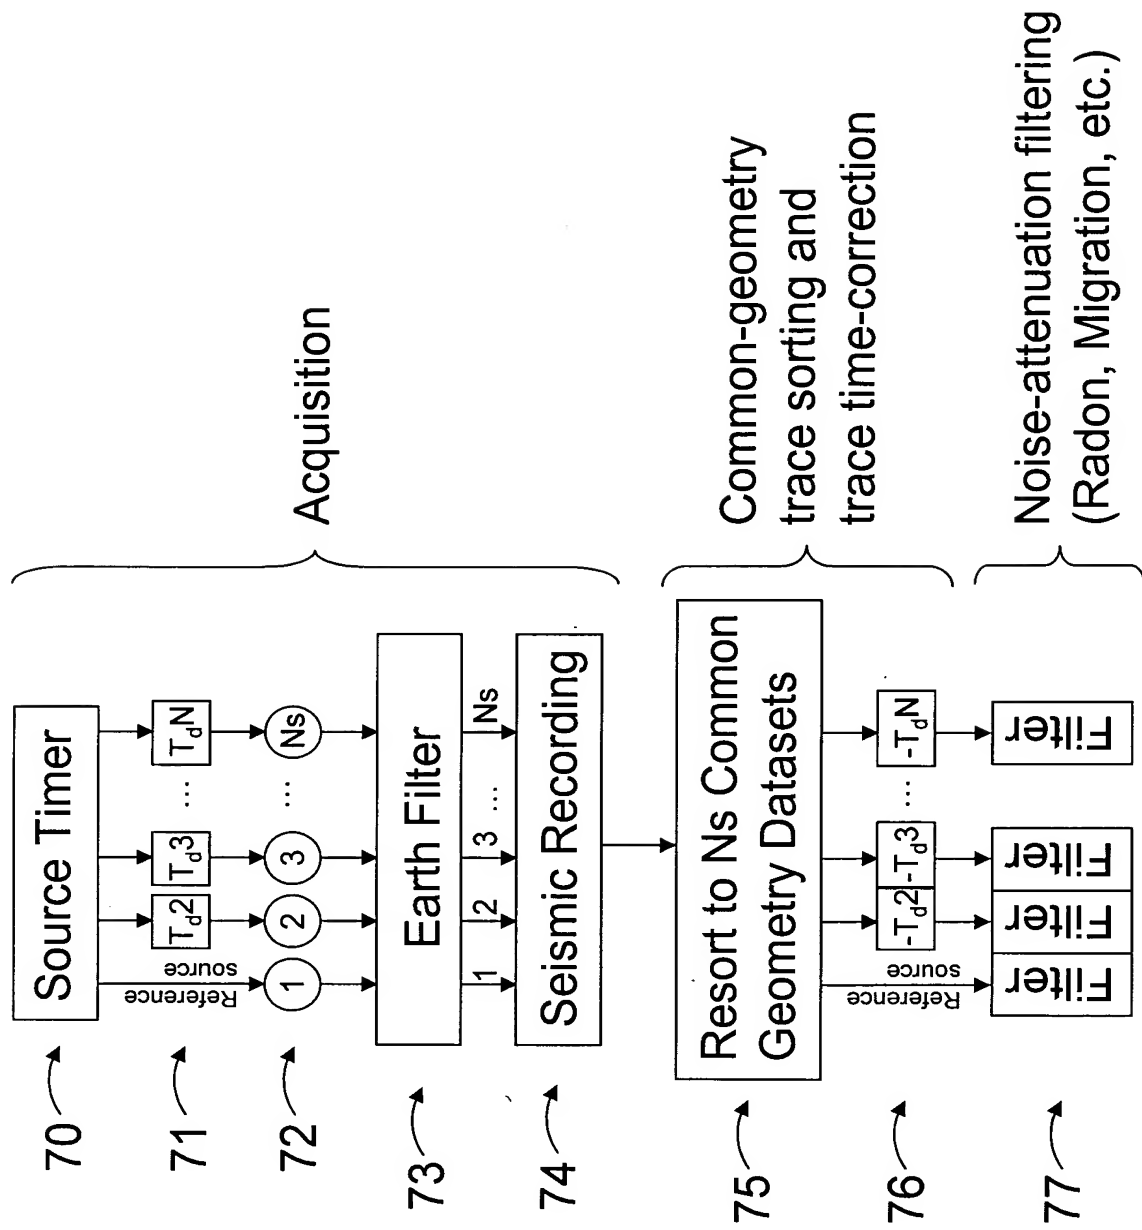 70
Source Timer
71
Reference
source
T_d2
T_d3
...
T_dN
72
1
2
3
...
Ns
73
Earth Filter
1
2
3
...
Ns
74
Seismic Recording
Acquisition
75
Resort to Ns Common
Geometry Datasets
76
Reference
source
-T_d2
-T_d3
...
-T_dN
Common-geometry
trace sorting and
trace time-correction
77
Filter
Filter
Filter
Filter
Noise-attenuation filtering
(Radon, Migration, etc.)